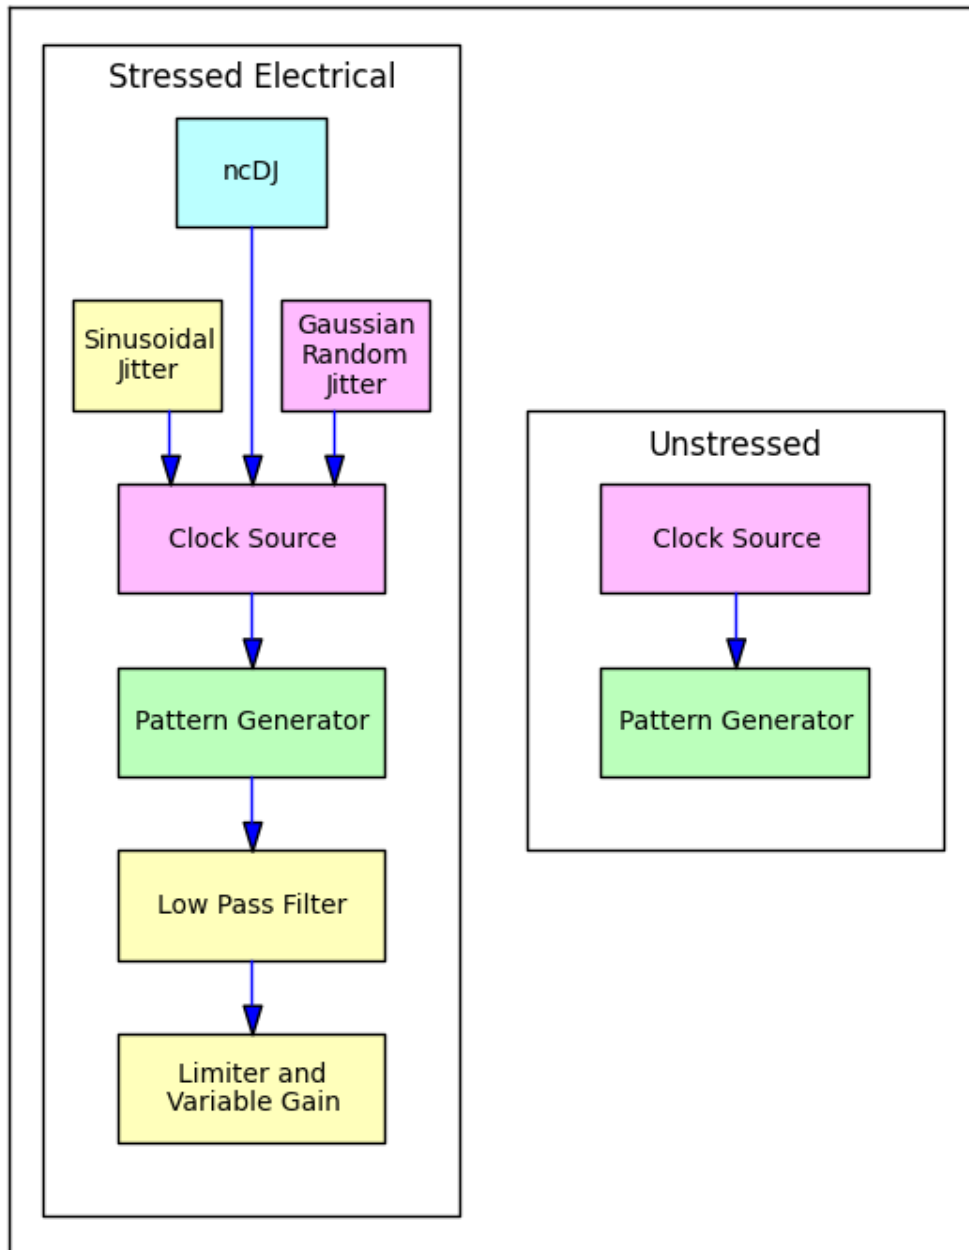 Stressed Electrical
ncDJ
Sinusoidal
Jitter
Gaussian
Random
Jitter
Clock Source
Pattern Generator
Low Pass Filter
Limiter and
Variable Gain
Unstressed
Clock Source
Pattern Generator